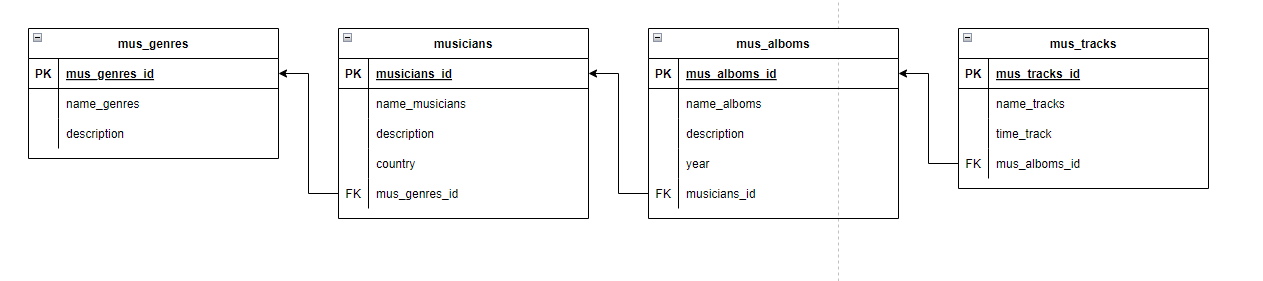 mus_genres
PK mus_genres_id
name_genres
description
musicians
PK musicians_id
name_musicians
description
country
FK mus_genres_id
mus_alboms
PK mus_alboms_id
name_alboms
description
year
FK musicians_id
mus_tracks
PK mus_tracks_id
name_tracks
time_track
FK mus_alboms_id